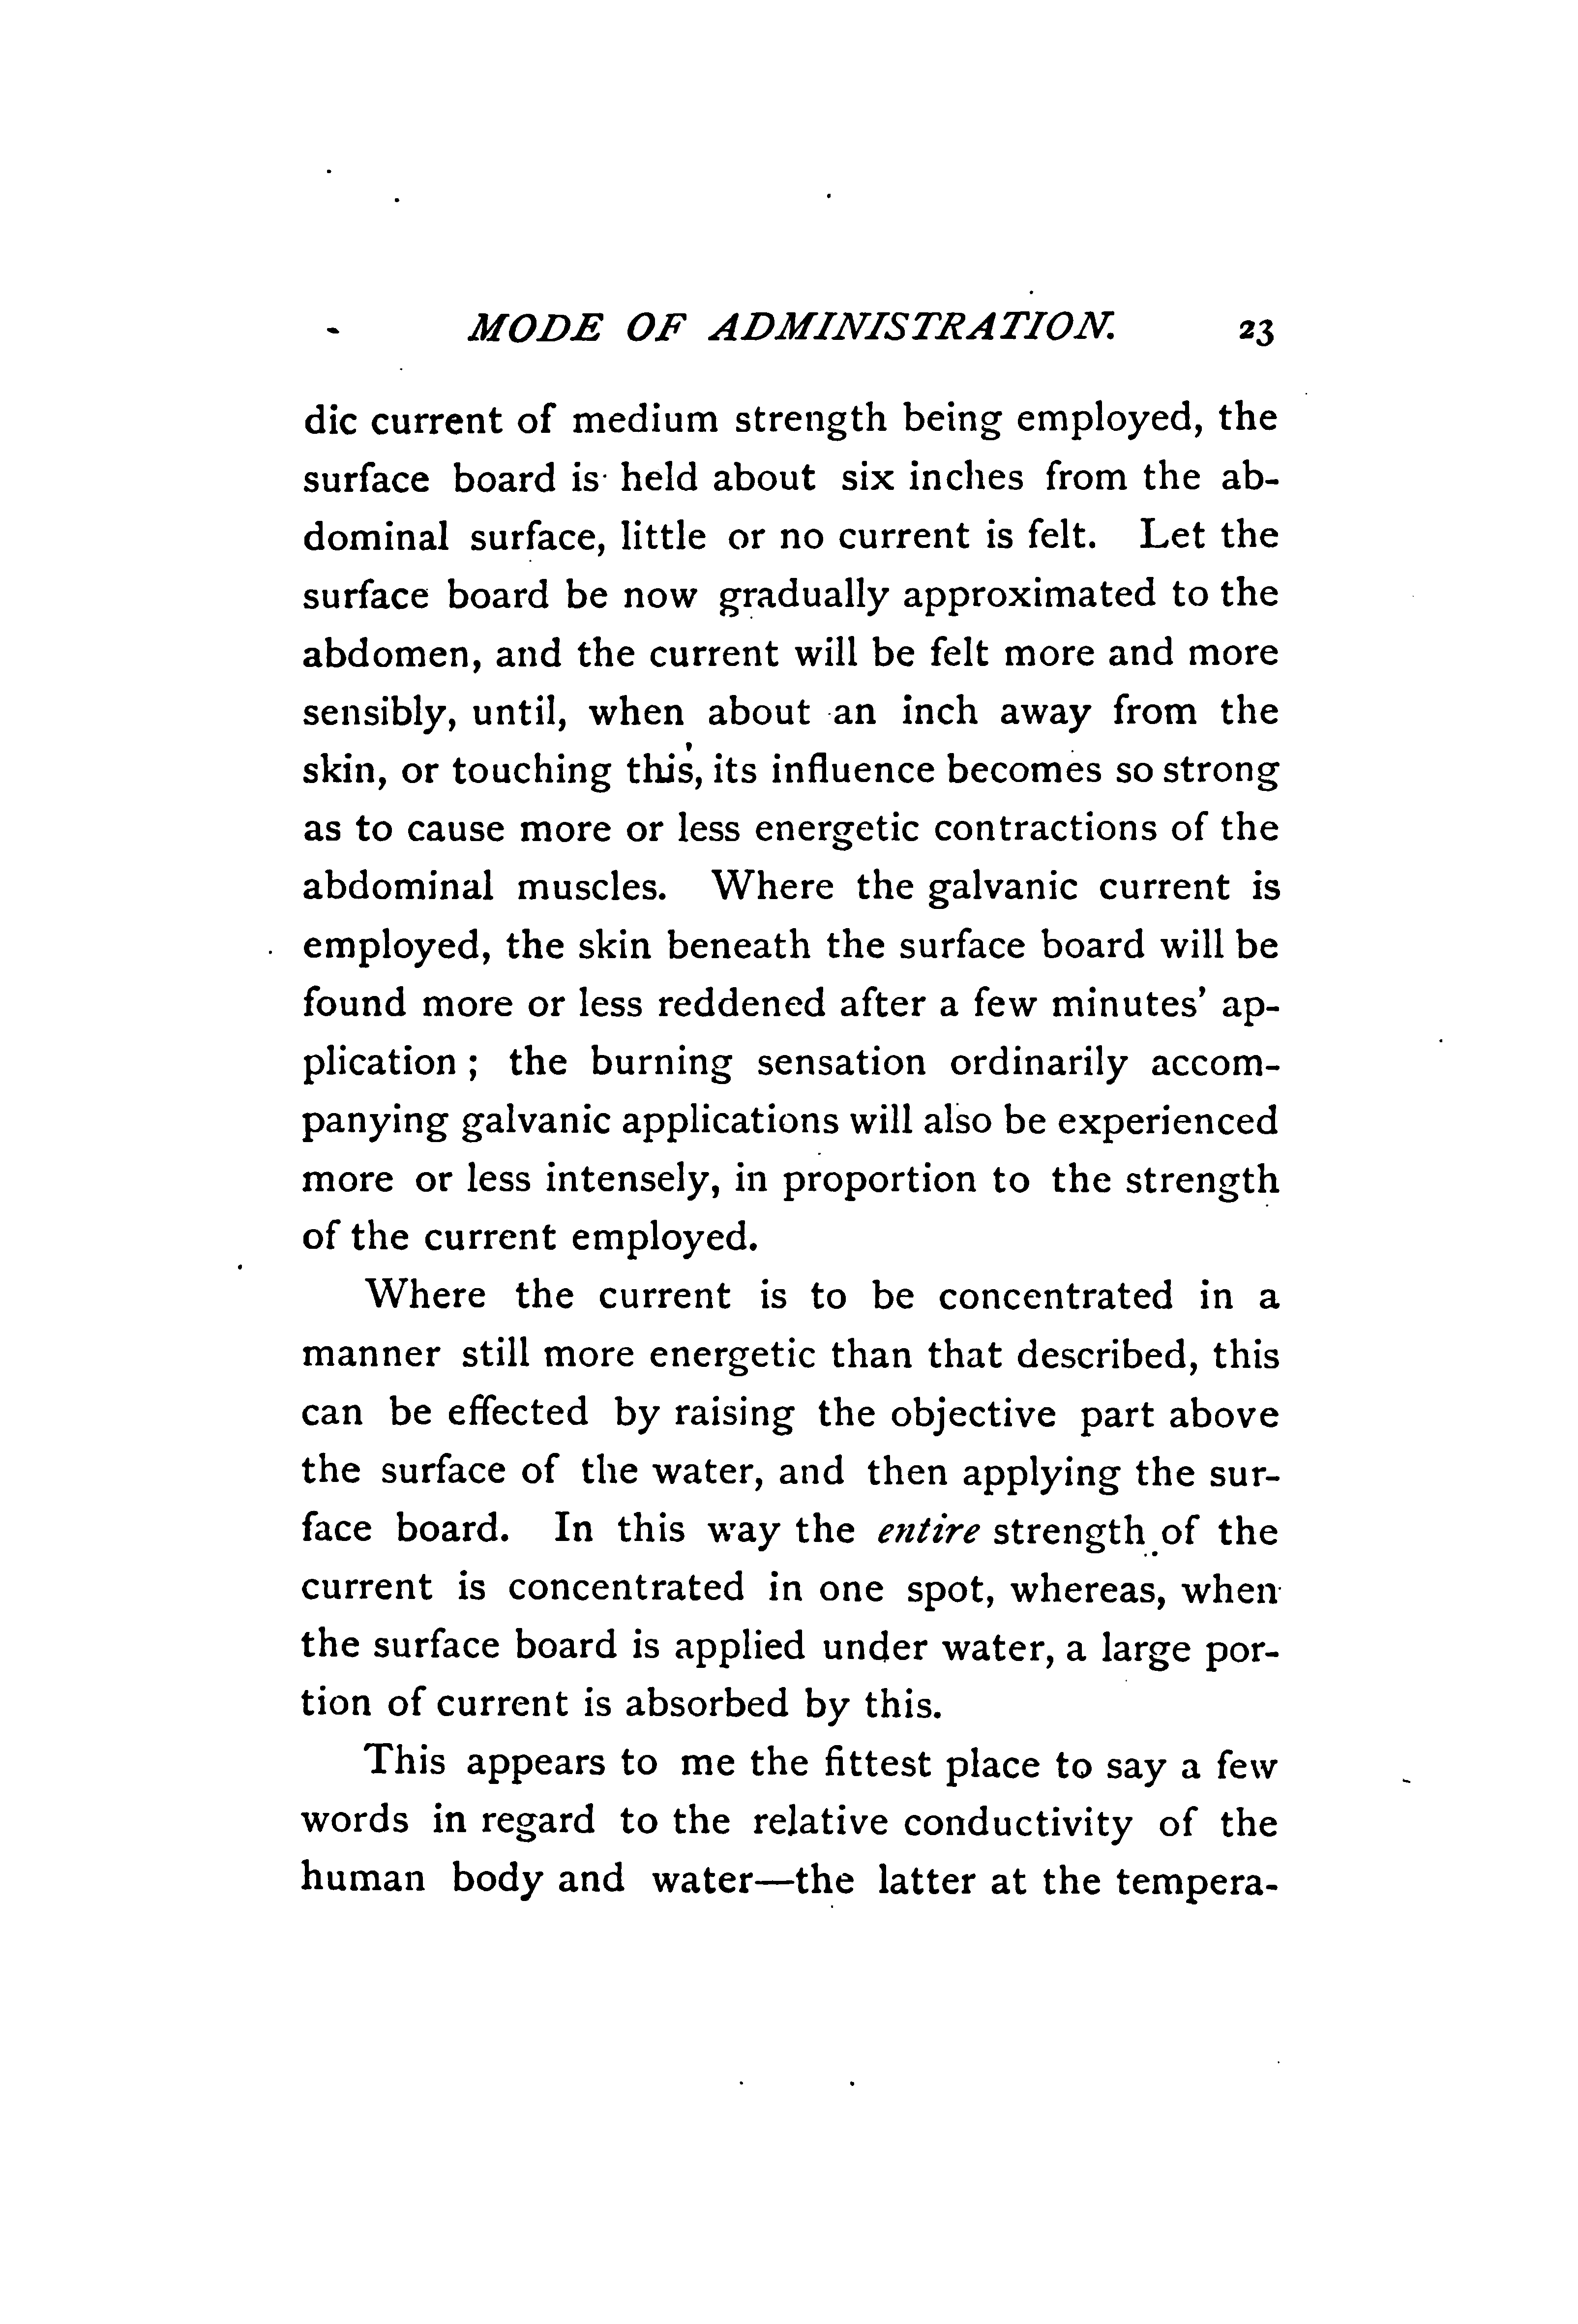 MODE OF ADMINISTRATION. 23
dic current of medium strength being employed, the
surface board is held about six inches from the ab-
dominal surface, little or no current is felt. Let the
surface board be now gradually approximated to the
abdomen, and the current will be felt more and more
sensibly, until, when about an inch away from the
skin, or touching this, its influence becomes so strong
as to cause more or less energetic contractions of the
abdominal muscles. Where the galvanic current is
employed, the skin beneath the surface board will be
found more or less reddened after a few minutes' ap-
plication ; the burning sensation ordinarily accom-
panying galvanic applications will also be experienced
more or less intensely, in proportion to the strength
of the current employed.
Where the current is to be concentrated in a
manner still more energetic than that described, this
can be effected by raising the objective part above
the surface of the water, and then applying the sur-
face board. In this way the entire strength of the
current is concentrated in one spot, whereas, when
the surface board is applied under water, a large por-
tion of current is absorbed by this.
This appears to me the fittest place to say a few
words in regard to the relative conductivity of the
human body and water—the latter at the tempera-